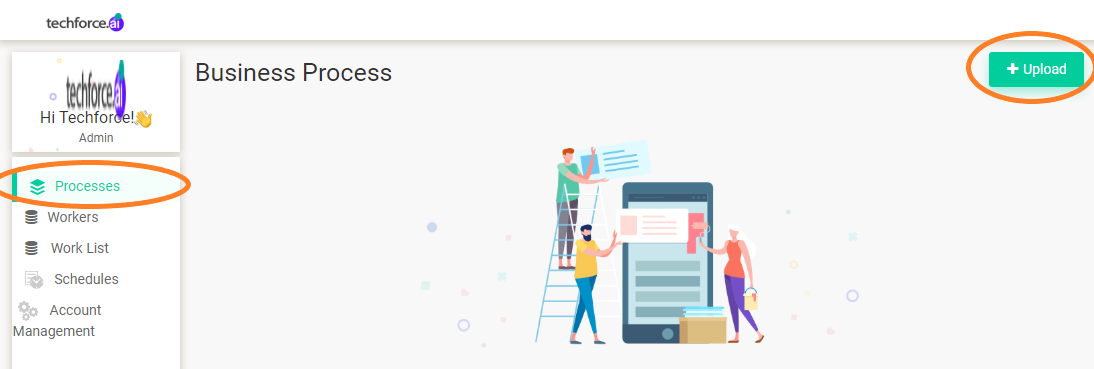 techforce.ai
techforce.ai
Hi Techforce!👋
Admin
Business Process
+ Upload
Processes
Workers
Work List
Schedules
Account
Management